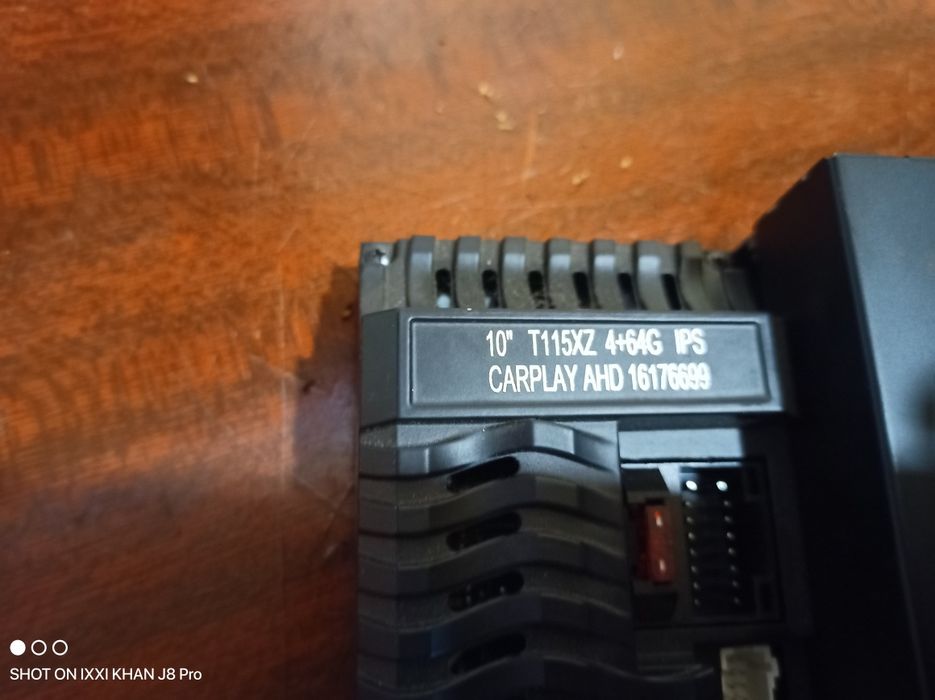 10" T115XZ 4+64G IPS
CARPLAY AHD 16176699
SHOT ON IXXI KHAN J8 Pro